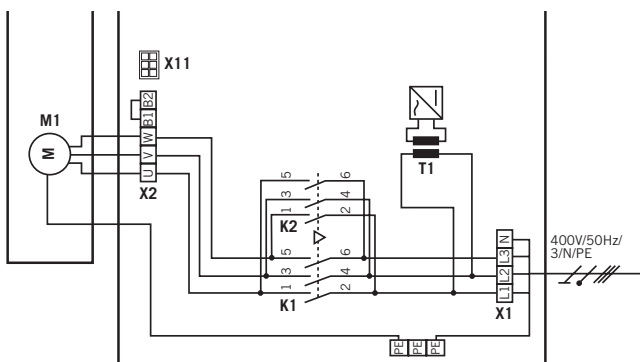 X11
B2
B1
M1
W
V
U
M
X2
T1
5
6
3
4
1
2
K2
5
6
3
4
1
2
K1
N
L3
L2
L1
X1
400V/50Hz/
3/N/PE
PE
PE
PE